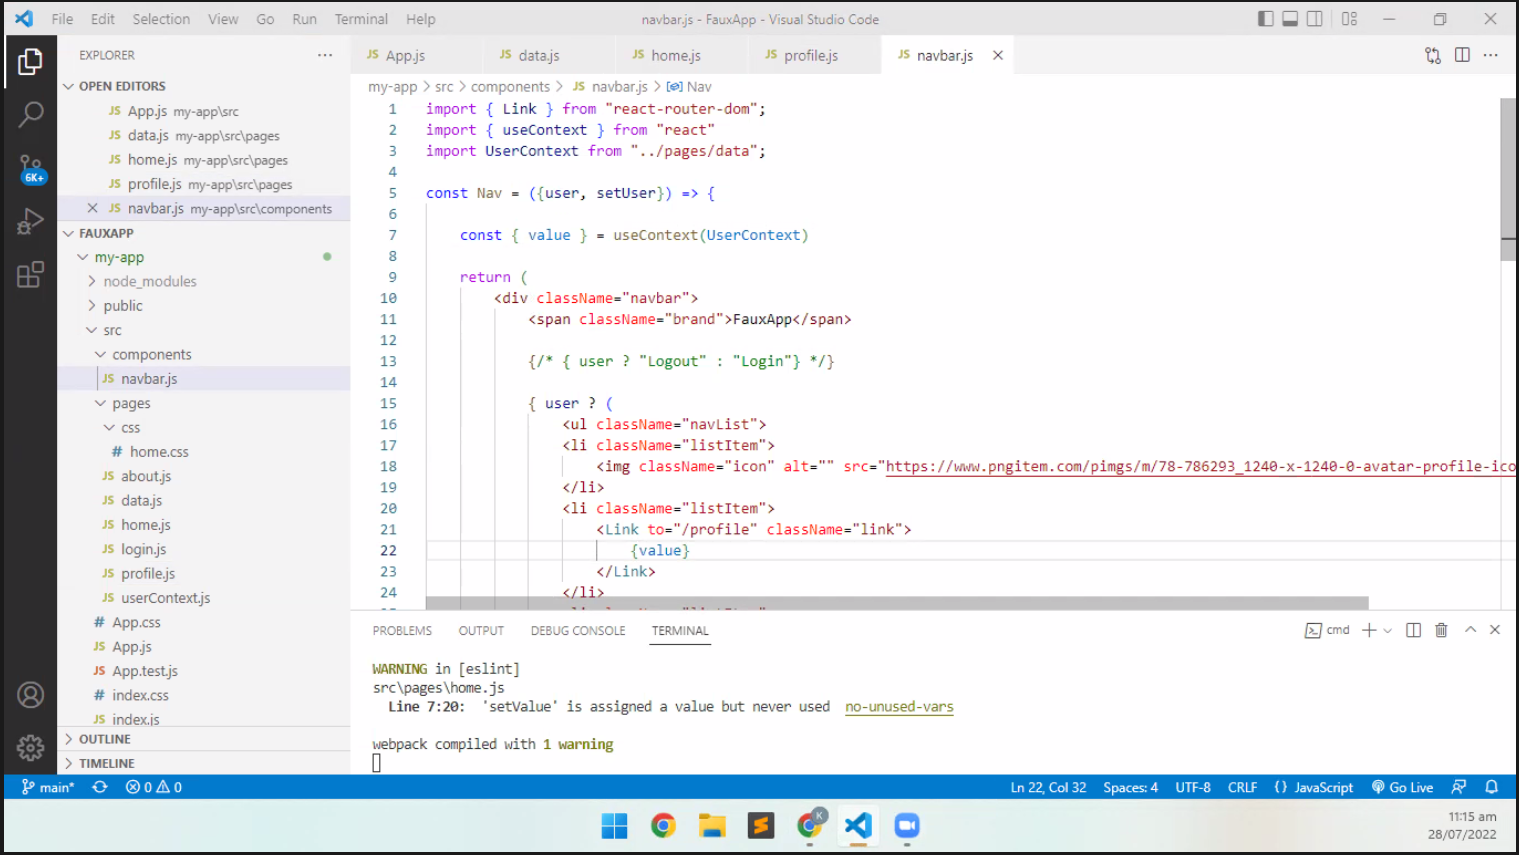 File Edit Selection View Go Run Terminal Help
navbar.js - FauxApp - Visual Studio Code
EXPLORER
OPEN EDITORS
JS App.js my-app\src
JS data.js my-app\src\pages
JS home.js my-app\src\pages
JS profile.js my-app\src\pages
JS navbar.js my-app\src\components
FAUXAPP
my-app
node_modules
public
src
components
JS navbar.js
pages
css
# home.css
JS about.js
JS data.js
JS home.js
JS login.js
JS profile.js
JS userContext.js
# App.css
JS App.js
JS App.test.js
# index.css
JS index.js
OUTLINE
TIMELINE
6K+
JS App.js JS data.js JS home.js JS profile.js JS navbar.js
my-app > src > components > JS navbar.js > Nav
1 import { Link } from "react-router-dom";
2 import { useContext } from "react"
3 import UserContext from "../pages/data";
4
5 const Nav = ({user, setUser}) => {
6
7 const { value } = useContext(UserContext)
8
9 return (
10 <div className="navbar">
11 <span className="brand">FauxApp</span>
12
13 {/* { user ? "Logout" : "Login"} */}
14
15 { user ? (
16 <ul className="navList">
17 <li className="listItem">
18 <img className="icon" alt="" src="https://www.pngitem.com/pimgs/m/78-786293_1240-x-1240-0-avatar-profile-ico
19 </li>
20 <li className="listItem">
21 <Link to="/profile" className="link">
22 {value}
23 </Link>
24 </li>
PROBLEMS OUTPUT DEBUG CONSOLE TERMINAL
cmd
WARNING in [eslint]
src\pages\home.js
Line 7:20: 'setValue' is assigned a value but never used no-unused-vars
webpack compiled with 1 warning
main* 0 0
Ln 22, Col 32 Spaces: 4 UTF-8 CRLF {} JavaScript Go Live
K
11:15 am
28/07/2022